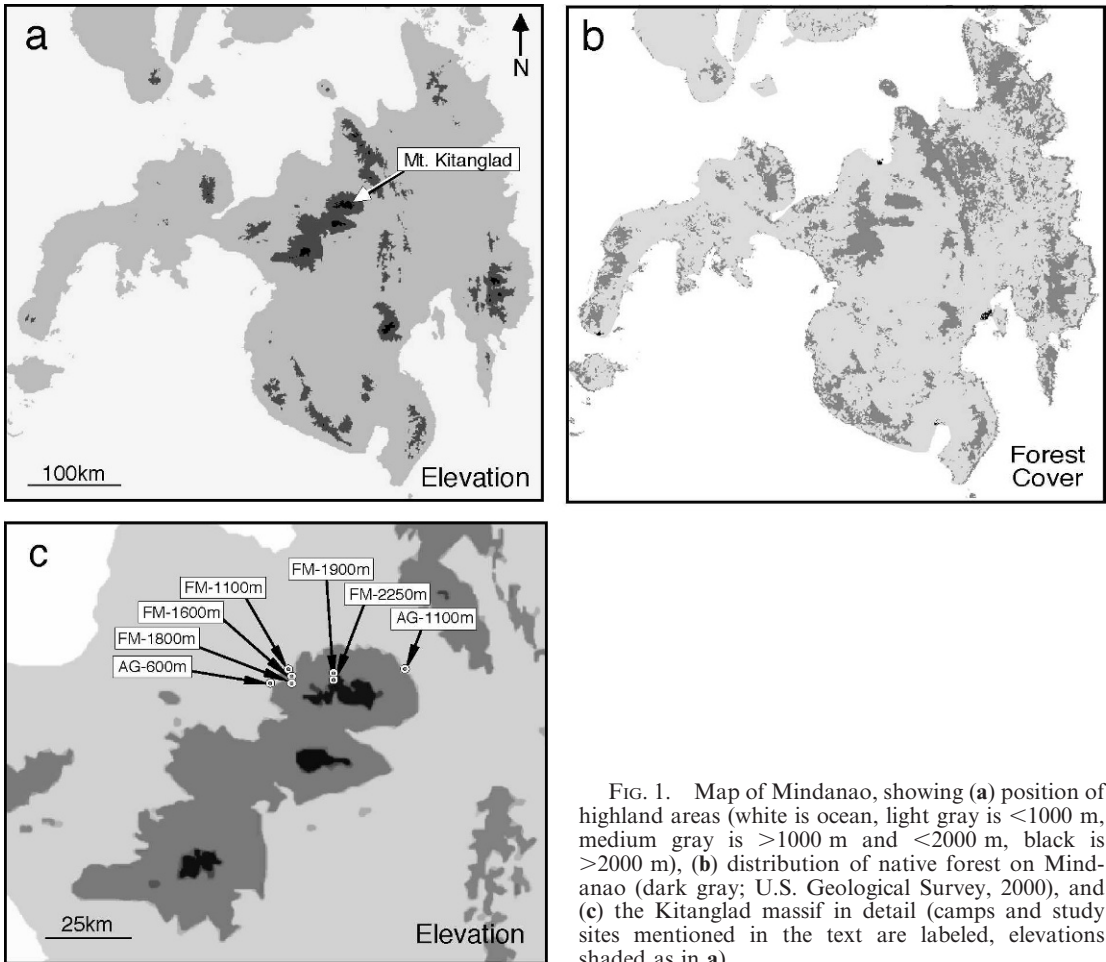 a
N
Mt. Kitanglad
100km
Elevation
b
Forest
Cover
c
FM-1900m
FM-1100m
FM-2250m
FM-1600m
AG-1100m
FM-1800m
AG-600m
25km
Elevation
FIG. 1. Map of Mindanao, showing (a) position of
highland areas (white is ocean, light gray is <1000 m,
medium gray is >1000 m and <2000 m, black is
>2000 m), (b) distribution of native forest on Mind-
anao (dark gray; U.S. Geological Survey, 2000), and
(c) the Kitanglad massif in detail (camps and study
sites mentioned in the text are labeled, elevations
shaded as in a).